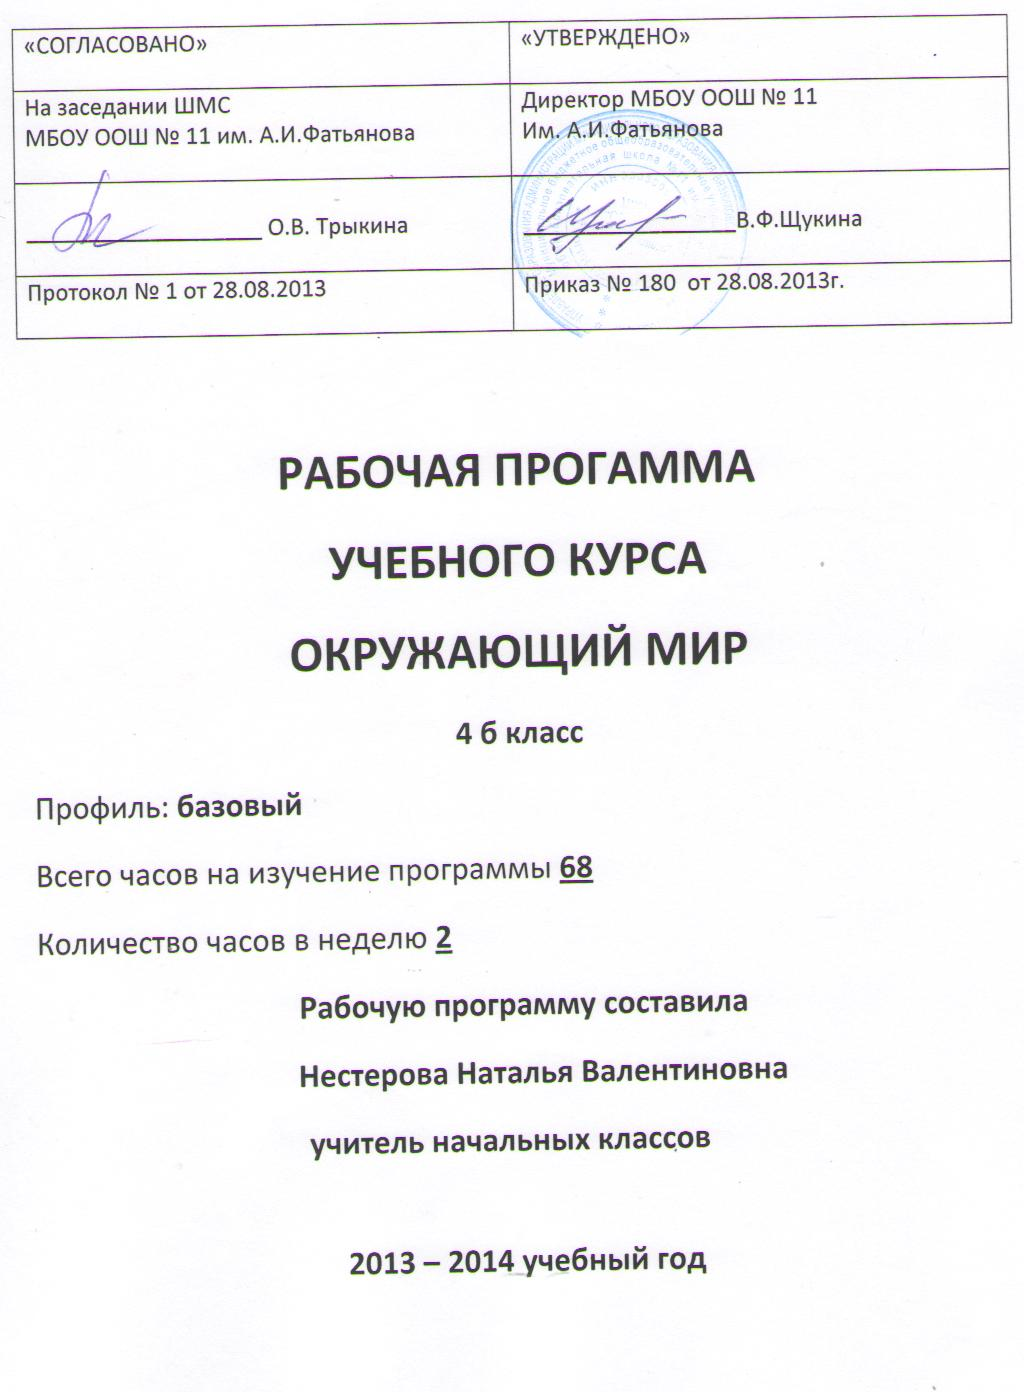 «СОГЛАСОВАНО»
«УТВЕРЖДЕНО»
На заседании ШМС
МБОУ ООШ № 11 им. А.И.Фатьянова
Директор МБОУ ООШ № 11
Им. А.И.Фатьянова
О.В. Трыкина
В.Ф.Щукина
Протокол № 1 от 28.08.2013
Приказ № 180 от 28.08.2013г.
РАБОЧАЯ ПРОГАММА
УЧЕБНОГО КУРСА
ОКРУЖАЮЩИЙ МИР
4 б класс
Профиль: базовый
Всего часов на изучение программы 68
Количество часов в неделю 2
Рабочую программу составила
Нестерова Наталья Валентиновна
учитель начальных классов
2013 – 2014 учебный год